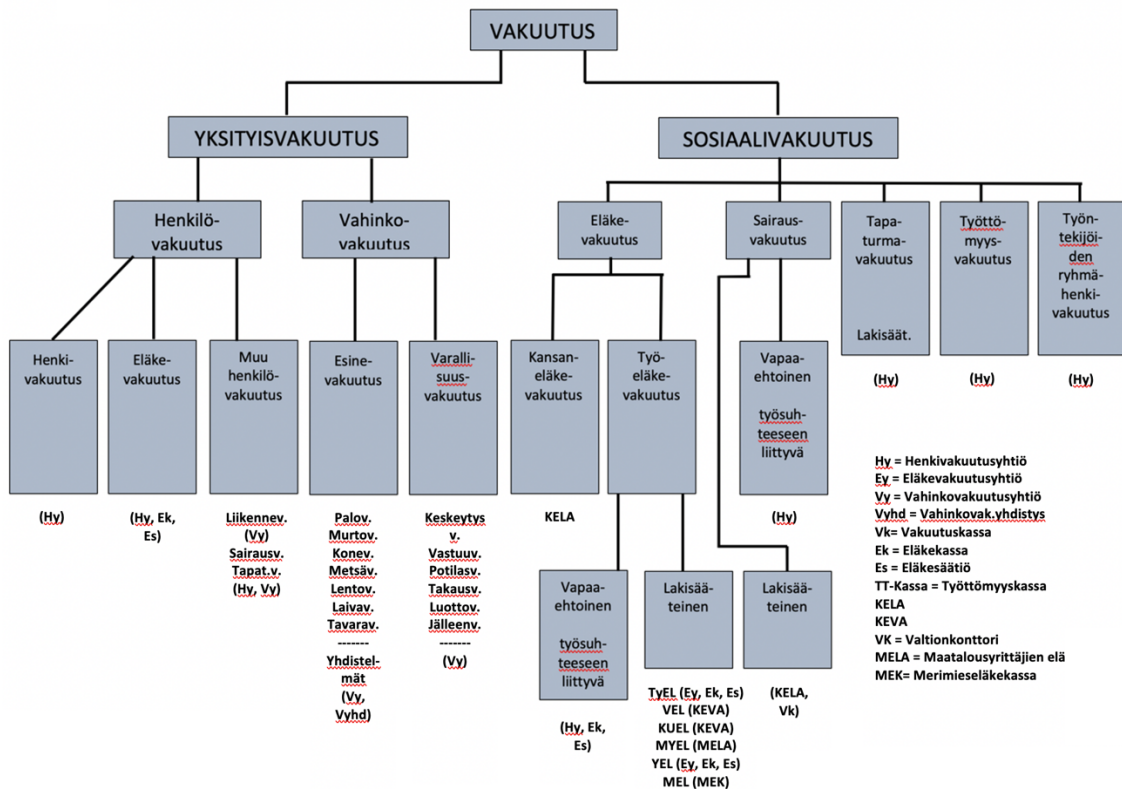 VAKUUTUS
YKSITYISVAKUUTUS
SOSIAALIVAKUUTUS
Henkilö-
vakuutus
Vahinko-
vakuutus
Eläke-
vakuutus
Sairaus-
vakuutus
Tapa-
turma-
vakuutus
Lakisäät.
(Hy)
Työttö-
myys-
vakuutus
(Hy)
Työn-
tekijöi-
den
ryhmä-
henki-
vakuutus
(Hy)
Henki-
vakuutus
(Hy)
Eläke-
vakuutus
(Hy, Ek,
Es)
Muu
henkilö-
vakuutus
Liikennev.
(Vy)
Sairausv.
Tapat.v.
(Hy, Vy)
Esine-
vakuutus
Palov.
Murtov.
Konev.
Metsäv.
Lentov.
Laivav.
Tavarav.
-------
Yhdistel-
mät
(Vy,
Vyhd)
Varalli-
suus-
vakuutus
Keskeytys
v.
Vastuuv.
Potilasv.
Takausv.
Luottov.
Jälleenv.
-------
(Vy)
Kansan-
eläke-
vakuutus
KELA
Työ-
eläke-
vakuutus
Vapaa-
ehtoinen
työsuh-
teeseen
liittyvä
(Hy)
Vapaa-
ehtoinen
työsuh-
teeseen
liittyvä
(Hy, Ek,
Es)
Lakisää-
teinen
TyEL (Ey, Ek, Es)
VEL (KEVA)
KUEL (KEVA)
MYEL (MELA)
YEL (Ey, Ek, Es)
MEL (MEK)
Lakisää-
teinen
(KELA,
Vk)
Hy = Henkivakuutusyhtiö
Ey = Eläkevakuutusyhtiö
Vy = Vahinkovakuutusyhtiö
Vyhd = Vahinkovak.yhdistys
Vk= Vakuutuskassa
Ek = Eläkekassa
Es = Eläkesäätiö
TT-Kassa = Työttömyyskassa
KELA
KEVA
VK = Valtionkonttori
MELA = Maatalousyrittäjien elä
MEK= Merimieseläkekassa